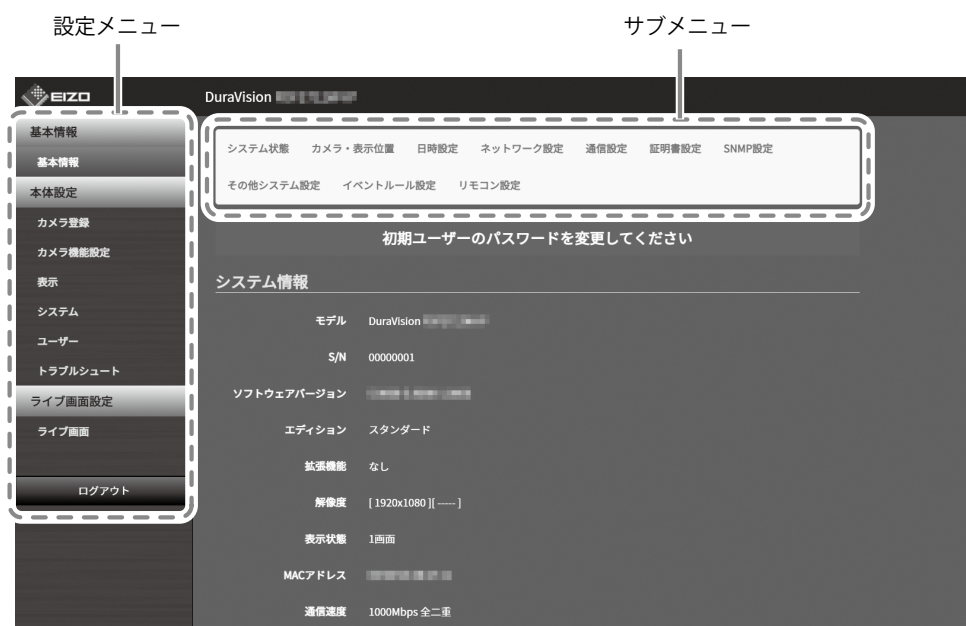 設定メニュー
サブメニュー
EIZO
DuraVision
基本情報
基本情報
本体設定
カメラ登録
カメラ機能設定
表示
システム
ユーザー
トラブルシュート
ライブ画面設定
ライブ画面
ログアウト
システム状態 カメラ・表示位置 日時設定 ネットワーク設定 通信設定 証明書設定 SNMP設定
その他システム設定 イベントルール設定 リモコン設定
初期ユーザーのパスワードを変更してください
システム情報
モデル DuraVision
S/N 00000001
ソフトウェアバージョン
エディション スタンダード
拡張機能 なし
解像度 [ 1920x1080 ][ ----- ]
表示状態 1画面
MACアドレス
通信速度 1000Mbps 全二重